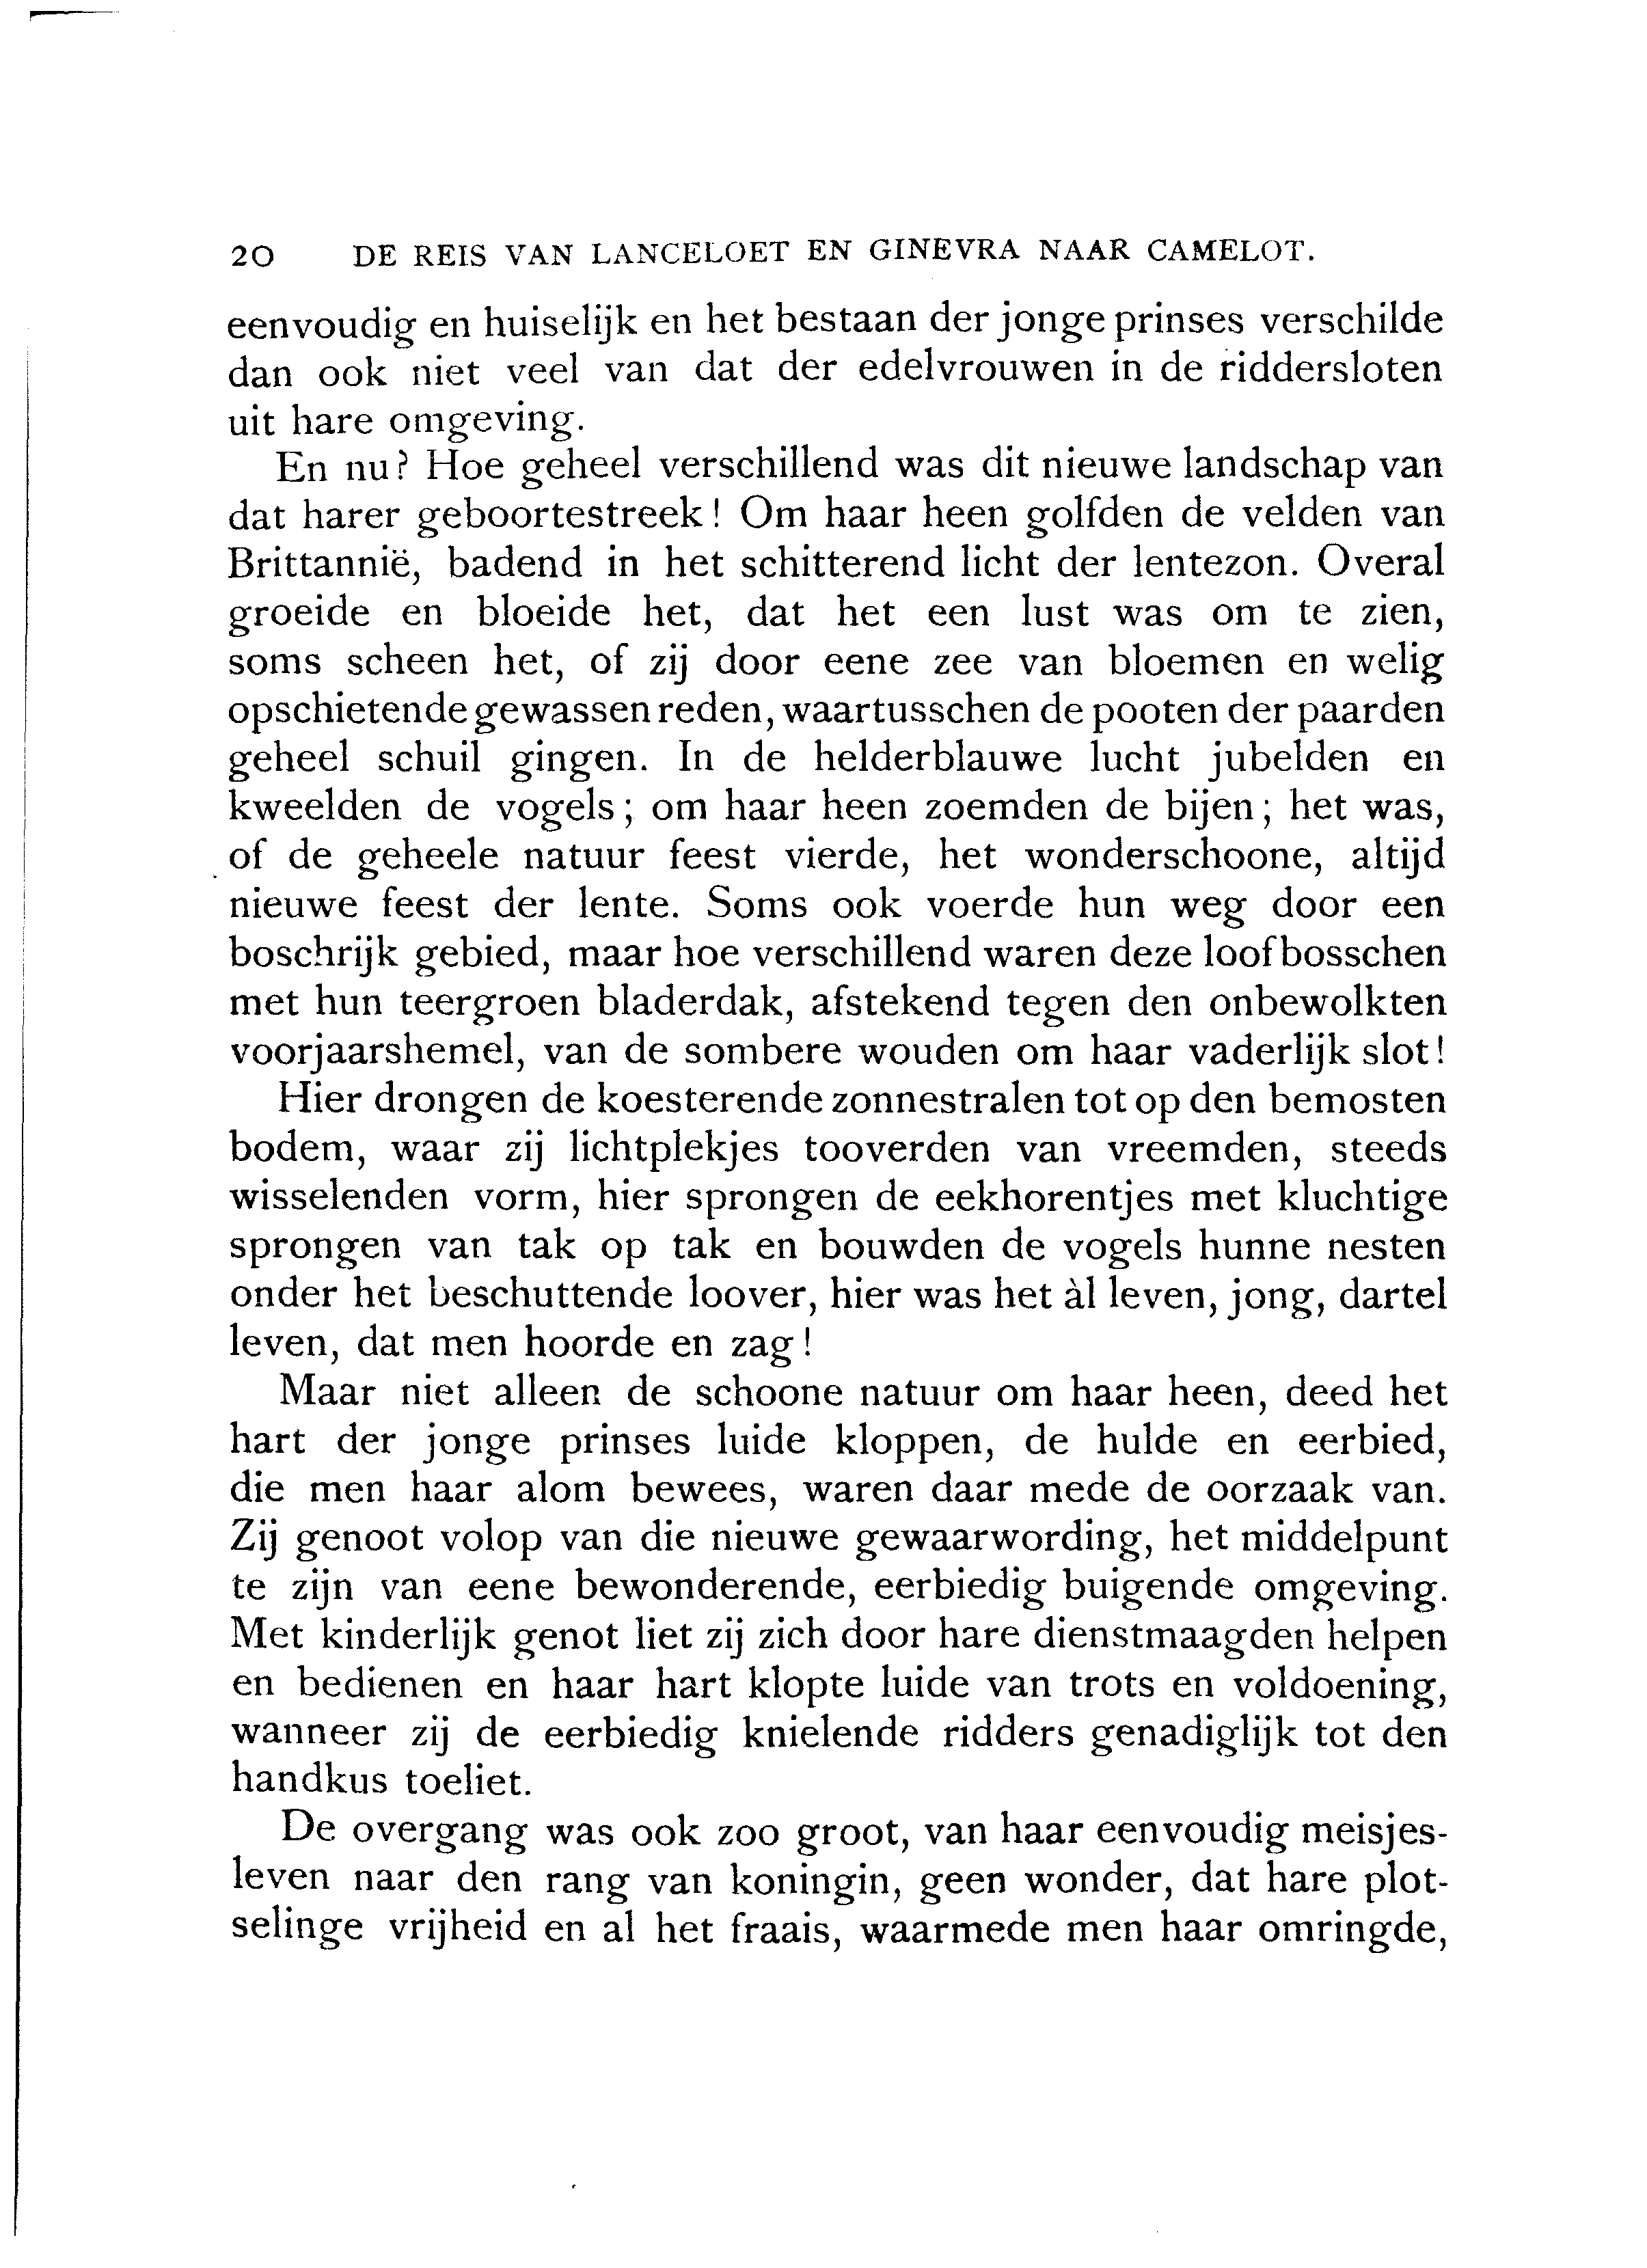 20 DE REIS VAN LANCELOET EN GINEVRA NAAR CAMELOT.
eenvoudig en huiselijk en het bestaan der jonge prinses verschilde
dan ook niet veel van dat der edelvrouwen in de riddersloten
uit hare omgeving.
En nu? Hoe geheel verschillend was dit nieuwe landschap van
dat harer geboortestreek! Om haar heen golfden de velden van
Brittannië, badend in het schitterend licht der lentezon. Overal
groeide en bloeide het, dat het een lust was om te zien,
soms scheen het, of zij door eene zee van bloemen en welig
opschietende gewassen reden, waartusschen de pooten der paarden
geheel schuil gingen. In de helderblauwe lucht jubelden en
kweelden de vogels; om haar heen zoemden de bijen; het was,
of de geheele natuur feest vierde, het wonderschoone, altijd
nieuwe feest der lente. Soms ook voerde hun weg door een
boschrijk gebied, maar hoe verschillend waren deze loofbosschen
met hun teergroen bladerdak, afstekend tegen den onbewolkten
voorjaarshemel, van de sombere wouden om haar vaderlijk slot!
Hier drongen de koesterende zonnestralen tot op den bemosten
bodem, waar zij lichtplekjes tooverden van vreemden, steeds
wisselenden vorm, hier sprongen de eekhorentjes met kluchtige
sprongen van tak op tak en bouwden de vogels hunne nesten
onder het beschuttende loover, hier was het àl leven, jong, dartel
leven, dat men hoorde en zag!
Maar niet alleen de schoone natuur om haar heen, deed het
hart der jonge prinses luide kloppen, de hulde en eerbied,
die men haar alom bewees, waren daar mede de oorzaak van.
Zij genoot volop van die nieuwe gewaarwording, het middelpunt
te zijn van eene bewonderende, eerbiedig buigende omgeving.
Met kinderlijk genot liet zij zich door hare dienstmaagden helpen
en bedienen en haar hart klopte luide van trots en voldoening,
wanneer zij de eerbiedig knielende ridders genadiglijk tot den
handkus toeliet.
De overgang was ook zoo groot, van haar eenvoudig meisjes-
leven naar den rang van koningin, geen wonder, dat hare plot-
selinge vrijheid en al het fraais, waarmede men haar omringde,